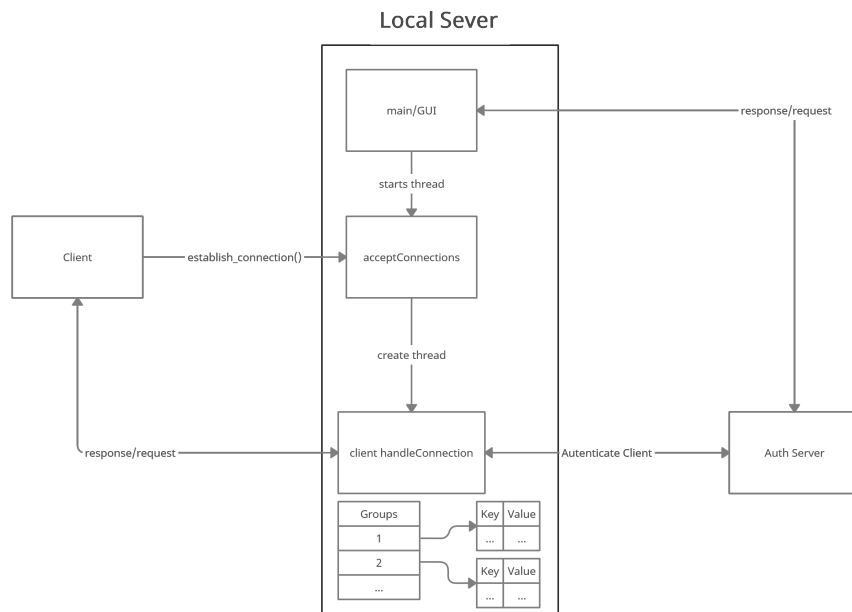 Local Sever
main/GUI
response/request
starts thread
Client
establish_connection()
acceptConnections
create thread
response/request
client handleConnection
Autenticate Client
Auth Server
Groups
1
2
...
Key Value
... ...
Key Value
... ...